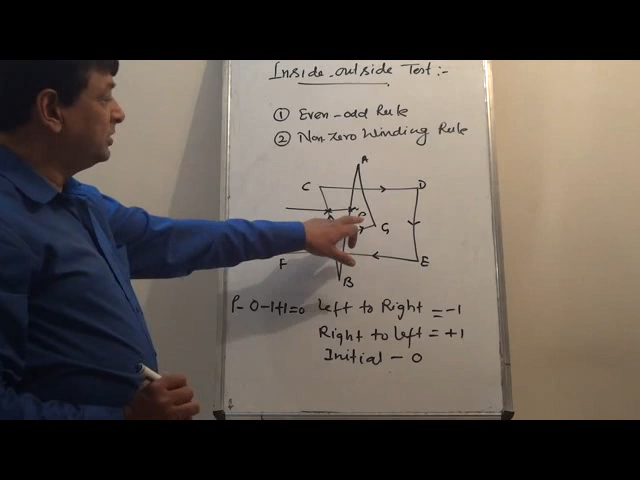 Inside-outside Test:-
① Even-odd Rule
② Non-Zero Winding Rule
A
C D
P
G
F E
B
P- 0-1+1=0 Left to Right = -1
Right to left = +1
Initial - 0